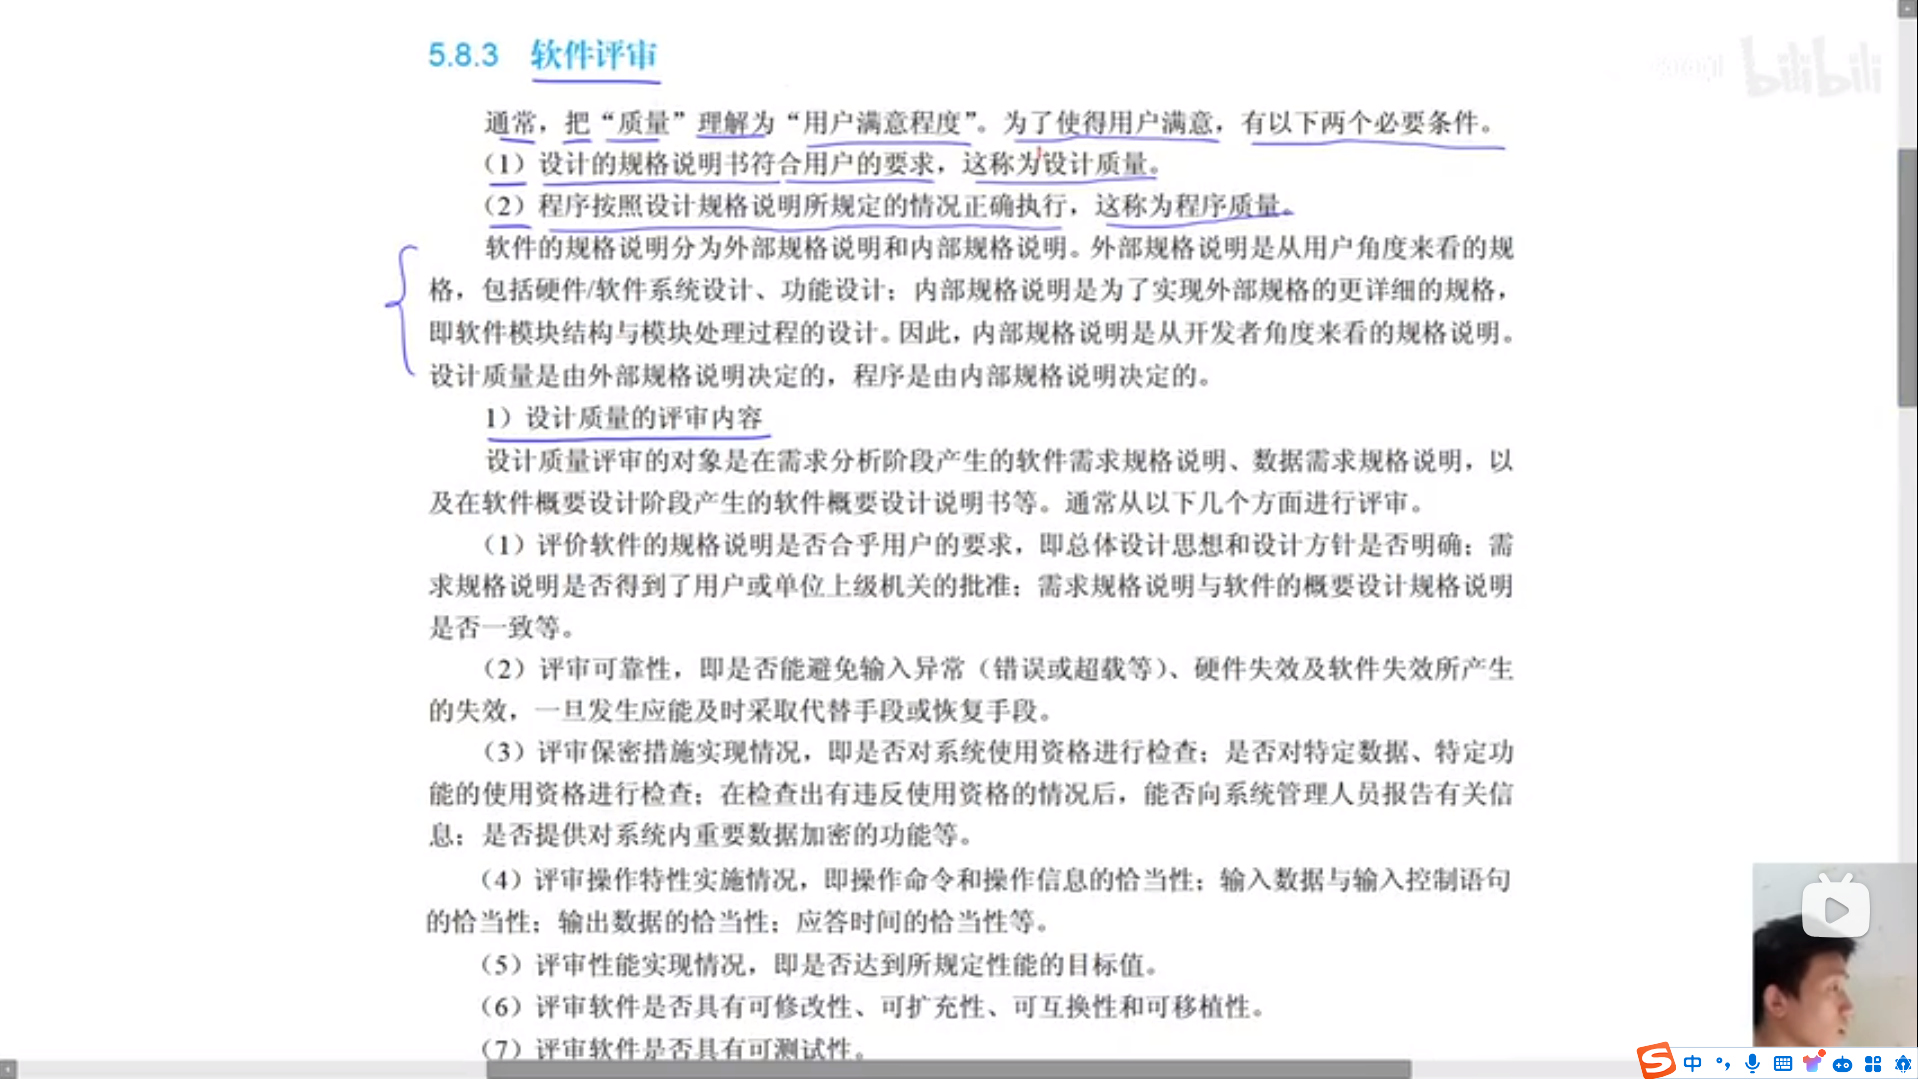 5.8.3 软件评审
bilibili
通常，把“质量”理解为“用户满意程度”。为了使得用户满意，有以下两个必要条件。
（1）设计的规格说明书符合用户的要求，这称为设计质量。
（2）程序按照设计规格说明所规定的情况正确执行，这称为程序质量。
软件的规格说明分为外部规格说明和内部规格说明。外部规格说明是从用户角度来看的规
格，包括硬件/软件系统设计、功能设计；内部规格说明是为了实现外部规格的更详细的规格，
即软件模块结构与模块处理过程的设计。因此，内部规格说明是从开发者角度来看的规格说明。
设计质量是由外部规格说明决定的，程序是由内部规格说明决定的。
1）设计质量的评审内容
设计质量评审的对象是在需求分析阶段产生的软件需求规格说明、数据需求规格说明，以
及在软件概要设计阶段产生的软件概要设计说明书等。通常从以下几个方面进行评审。
（1）评价软件的规格说明是否合乎用户的要求，即总体设计思想和设计方针是否明确；需
求规格说明是否得到了用户或单位上级机关的批准；需求规格说明与软件的概要设计规格说明
是否一致等。
（2）评审可靠性，即是否能避免输入异常（错误或超载等）、硬件失效及软件失效所产生
的失效，一旦发生应能及时采取代替手段或恢复手段。
（3）评审保密措施实现情况，即是否对系统使用资格进行检查；是否对特定数据、特定功
能的使用资格进行检查；在检查出有违反使用资格的情况后，能否向系统管理人员报告有关信
息；是否提供对系统内重要数据加密的功能等。
（4）评审操作特性实施情况，即操作命令和操作信息的恰当性；输入数据与输入控制语句
的恰当性；输出数据的恰当性；应答时间的恰当性等。
（5）评审性能实现情况，即是否达到所规定性能的目标值。
（6）评审软件是否具有可修改性、可扩充性、可互换性和可移植性。
（7）评审软件是否具有可测试性。
中